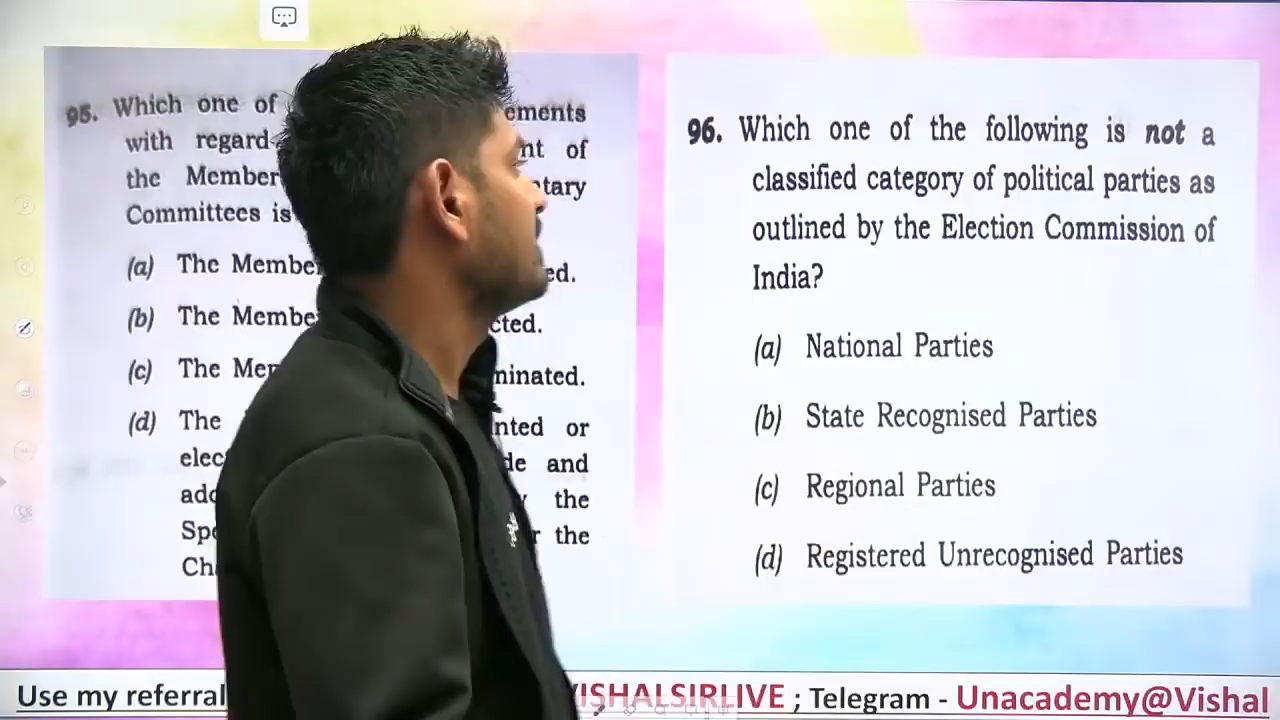 95. Which one of
ements
with regard
nt of
the Member
tary
Committees is
(a) The Membe
ed.
(b) The Membe
cted.
(c) The Mem
ninated.
(d) The
nted or
elec
de and
add
the
Spe
r the
Ch
96. Which one of the following is not a
classified category of political parties as
outlined by the Election Commission of
India?
(a) National Parties
(b) State Recognised Parties
(c) Regional Parties
(d) Registered Unrecognised Parties
Use my referral
VISHALSIRLIVE ; Telegram - Unacademy@Vishal